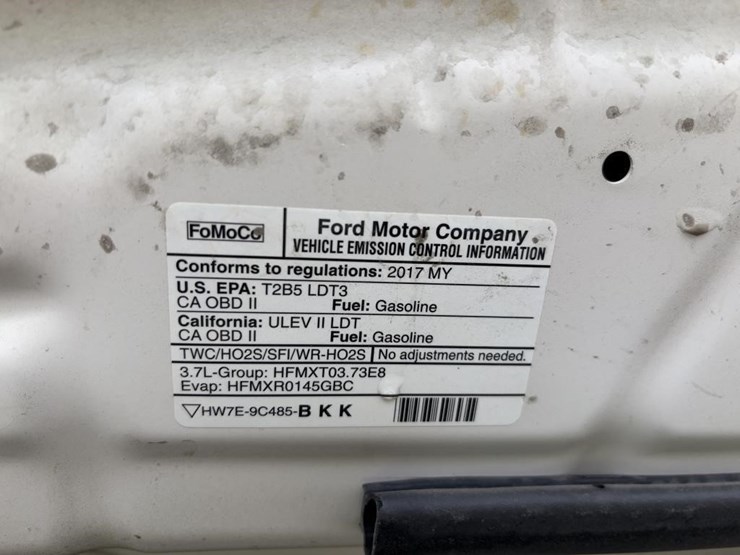 FoMoCo
Ford Motor Company
VEHICLE EMISSION CONTROL INFORMATION
Conforms to regulations: 2017 MY
U.S. EPA: T2B5 LDT3
CA OBD II Fuel: Gasoline
California: ULEV II LDT
CA OBD II Fuel: Gasoline
TWC/HO2S/SFI/WR-HO2S No adjustments needed.
3.7L-Group: HFMXT03.73E8
Evap: HFMXR0145GBC
HW7E-9C485-B K K